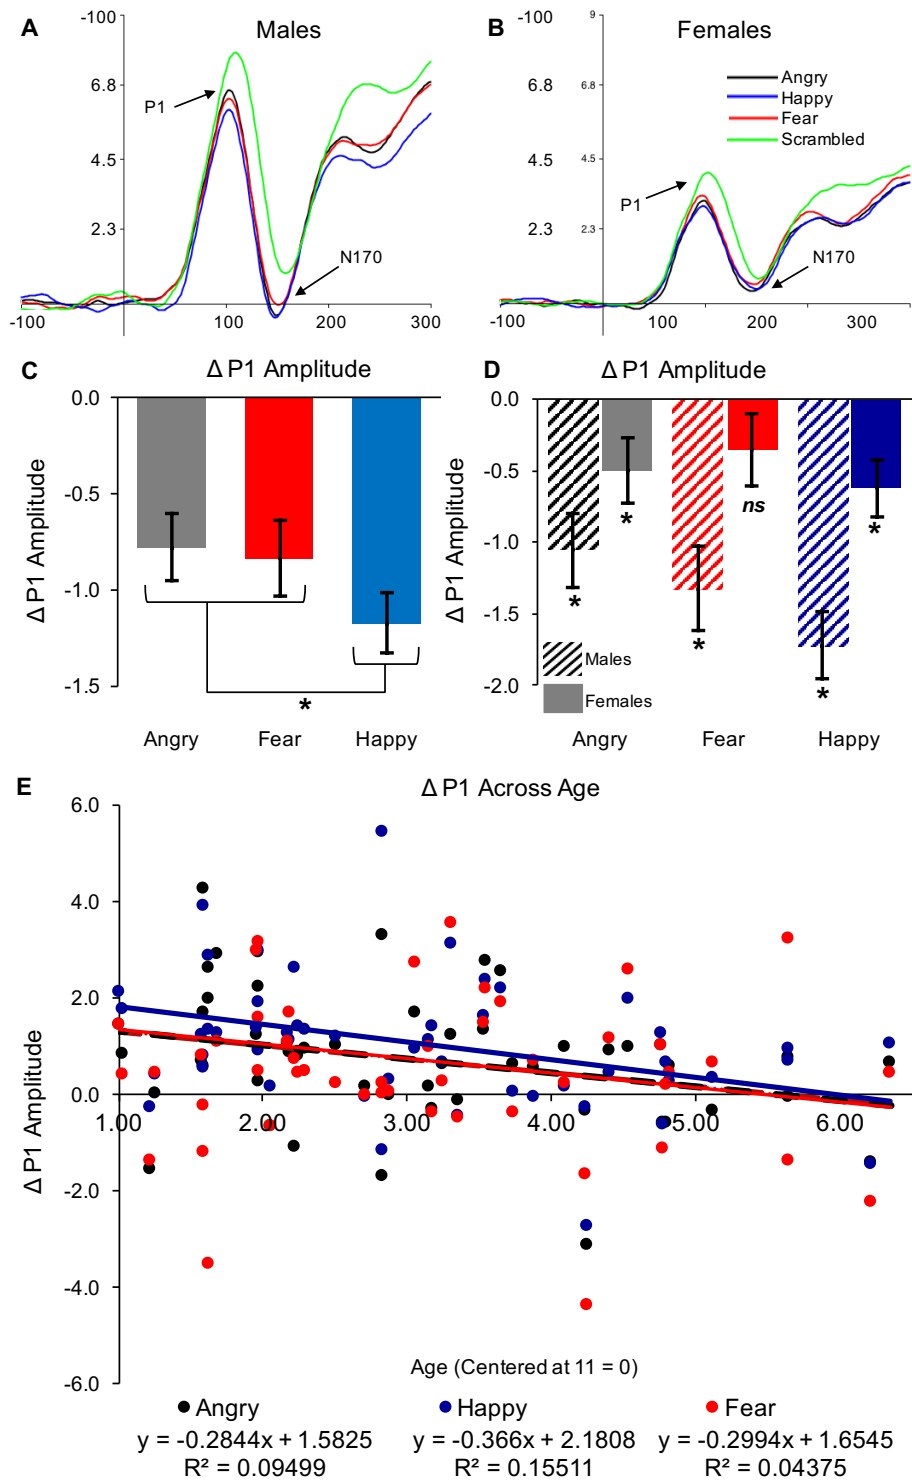 A
Males
-100
6.8
4.5
2.3
P1
N170
-100
100
200
300
B
Females
-100
9
6.8
6.8
4.5
4.5
2.3
2.3
Angry
Happy
Fear
Scrambled
P1
N170
-100
100
200
300
C
Δ P1 Amplitude
Δ P1 Amplitude
0.0
-0.5
-1.0
-1.5
*
Angry
Fear
Happy
D
Δ P1 Amplitude
Δ P1 Amplitude
0.0
-0.5
-1.0
-1.5
-2.0
*
*
*
ns
*
*
Males
Females
Angry
Fear
Happy
E
Δ P1 Across Age
Δ P1 Amplitude
6.0
4.0
2.0
0.0
-2.0
-4.0
-6.0
1.00
2.00
3.00
4.00
5.00
6.00
Age (Centered at 11 = 0)
Angry
y = -0.2844x + 1.5825
R² = 0.09499
Happy
y = -0.366x + 2.1808
R² = 0.15511
Fear
y = -0.2994x + 1.6545
R² = 0.04375